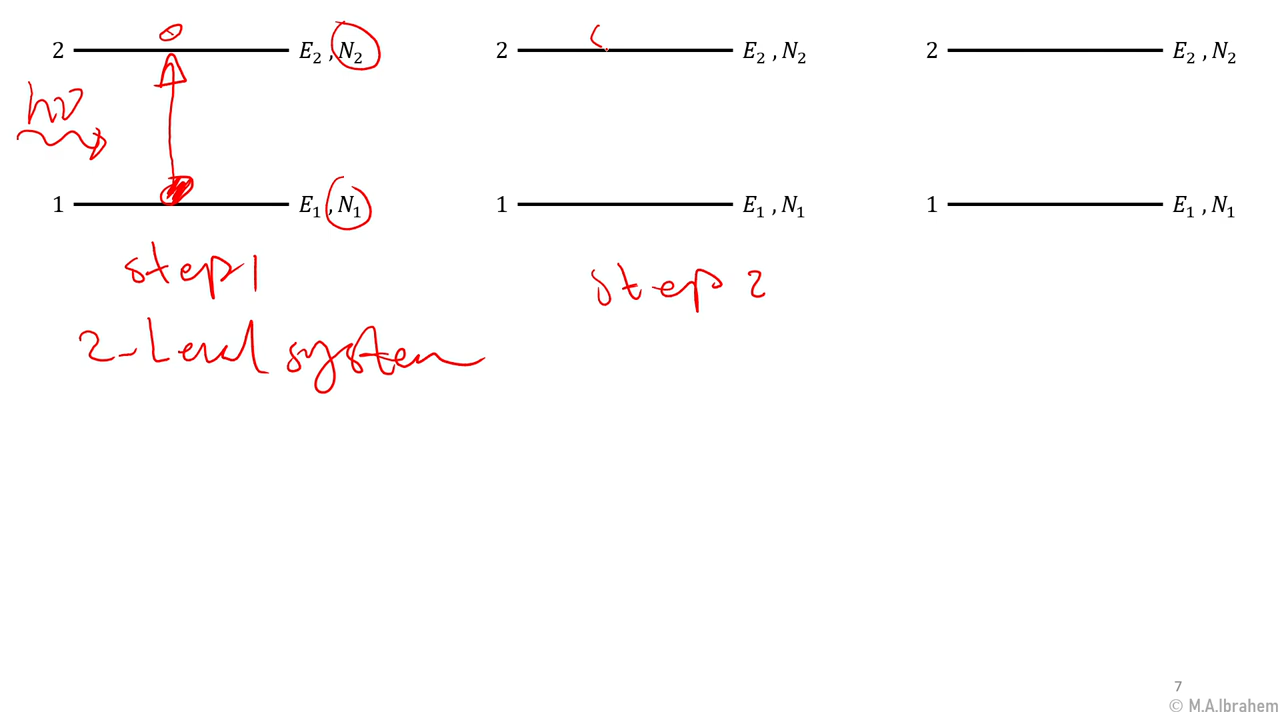 2 E₂ , N₂ 2 E₂ , N₂ 2 E₂ , N₂
hν
1 E₁ , N₁ 1 E₁ , N₁ 1 E₁ , N₁
step 1 step 2
2-Level system
7
© M.A.Ibrahem